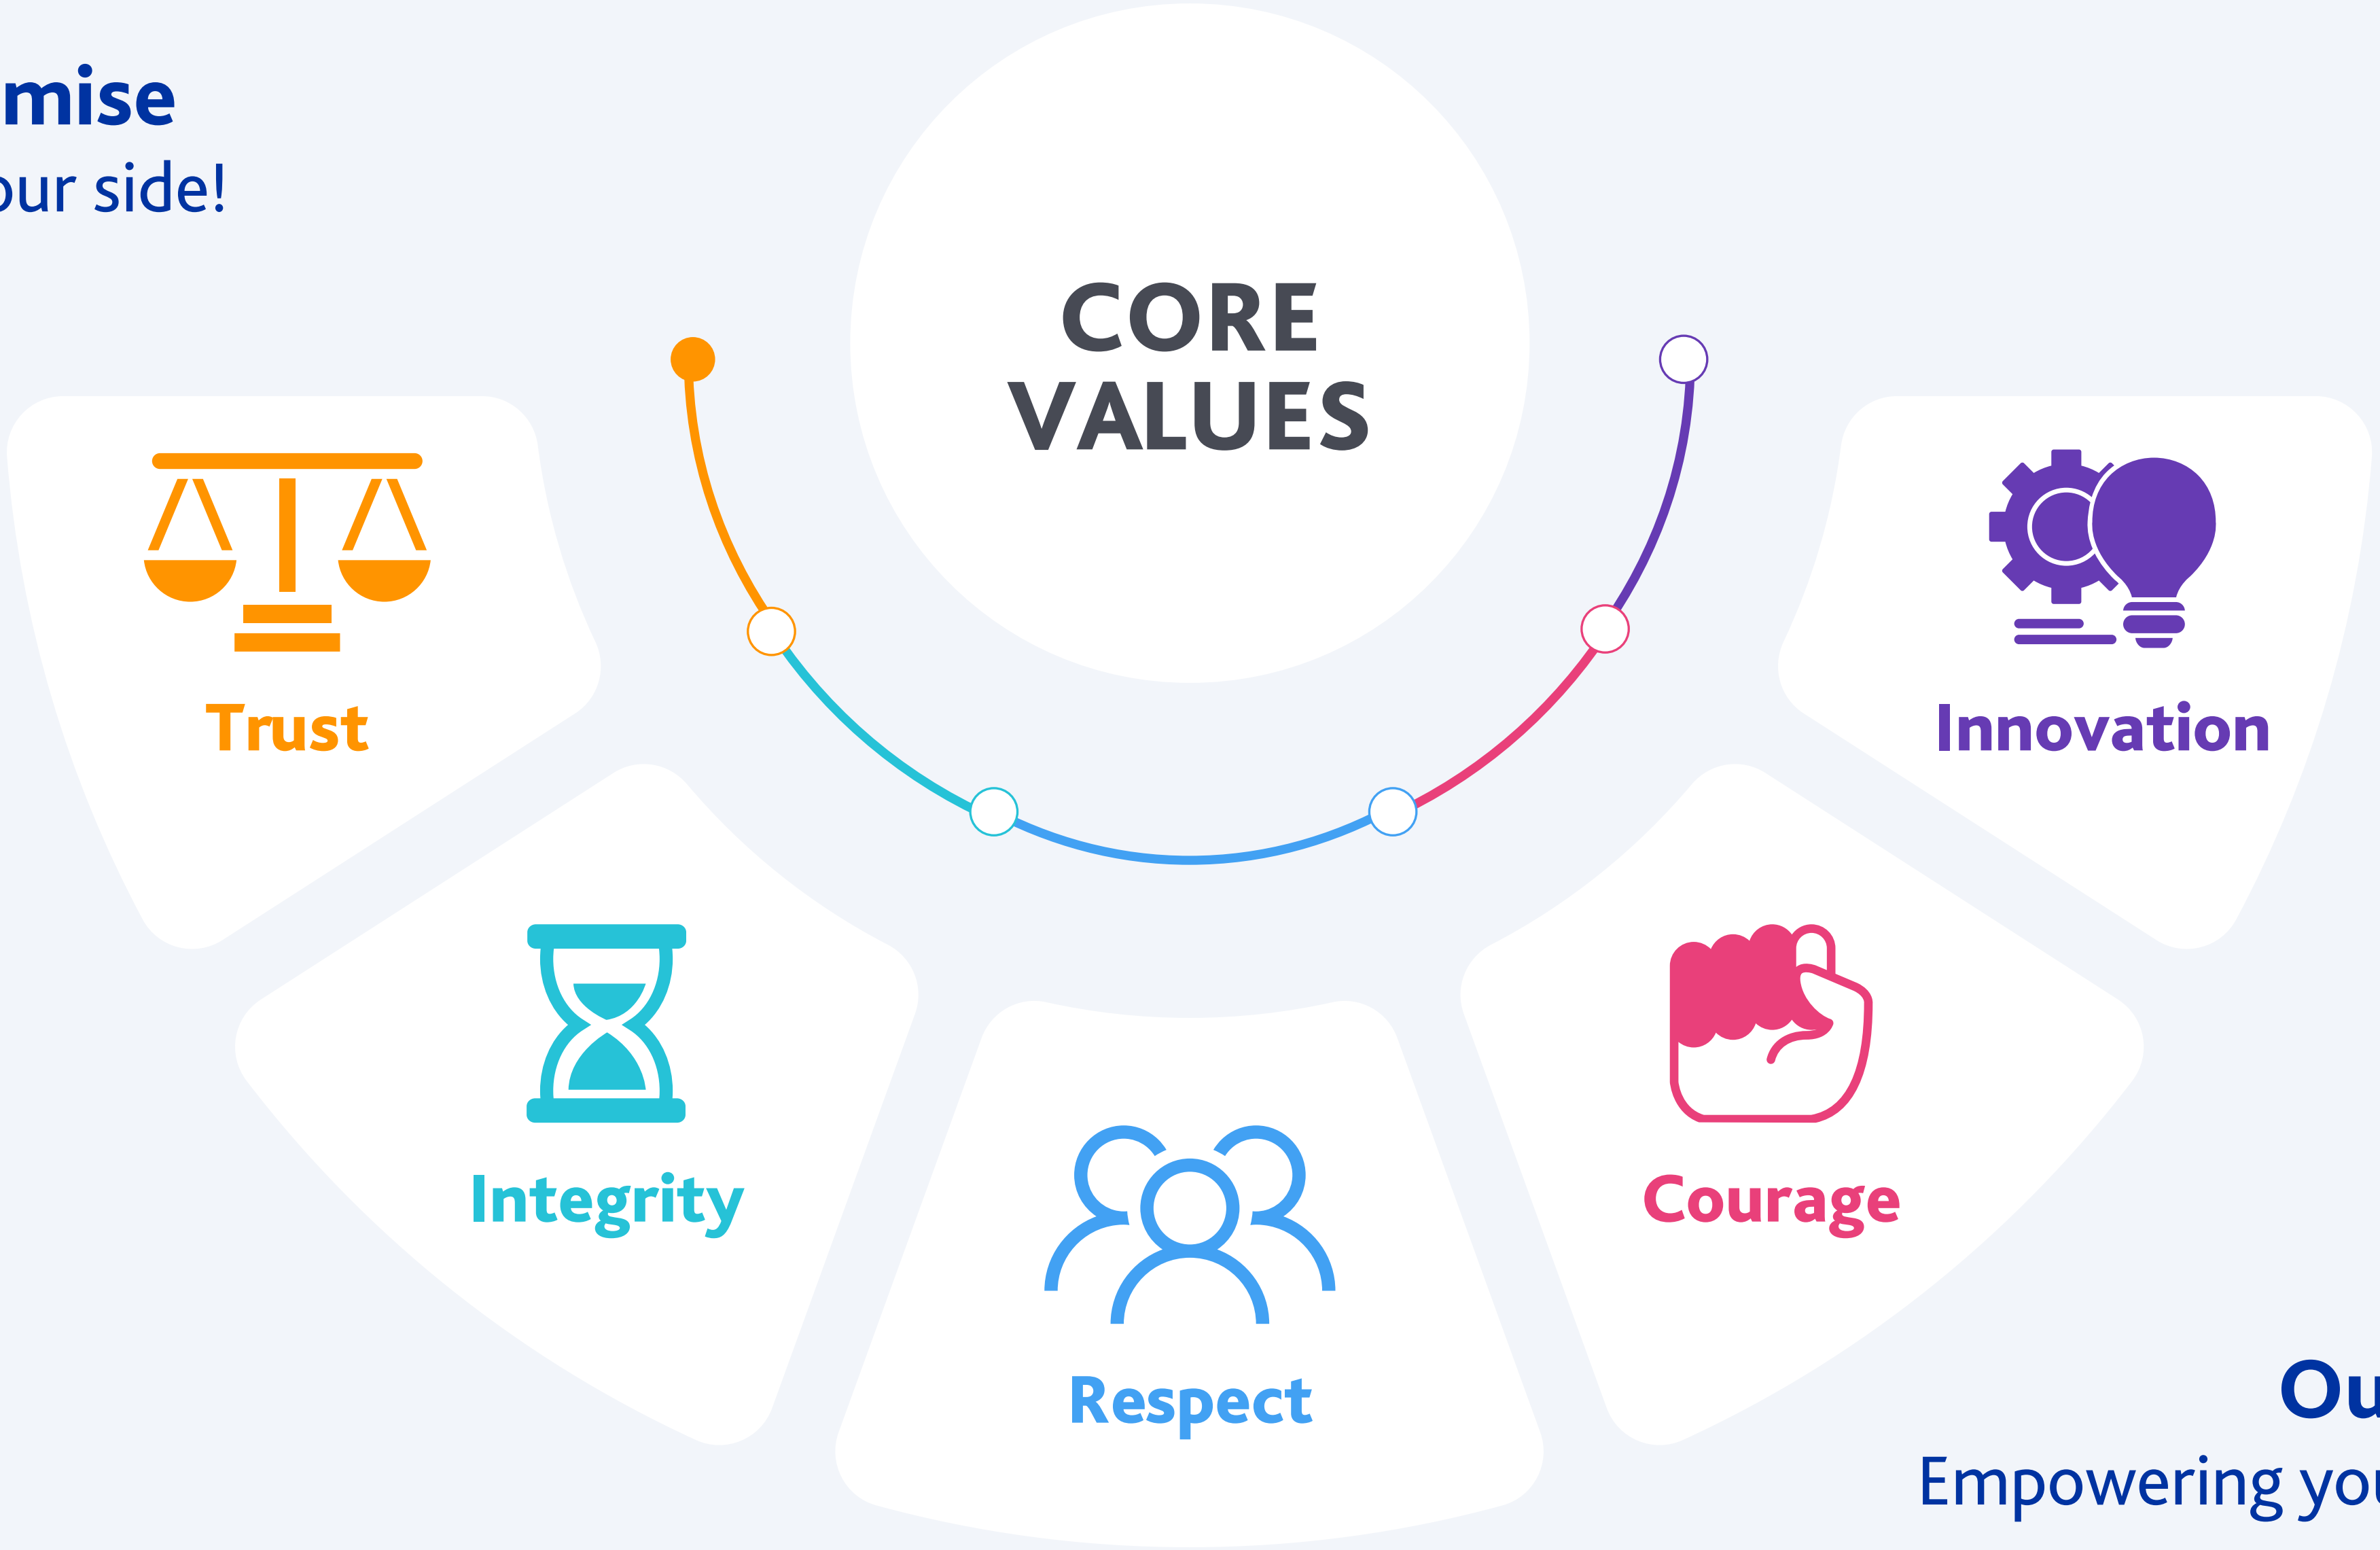 mise
our side!
CORE
VALUES
Trust
Innovation
Integrity
Courage
Respect
Ou
Empowering you